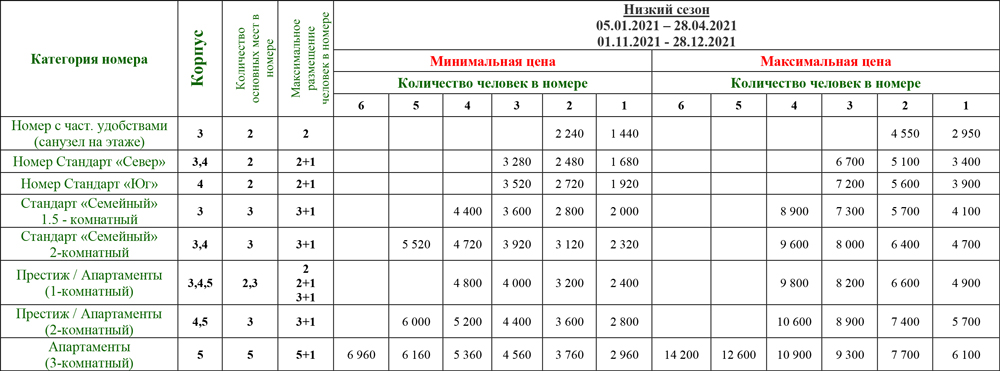 Категория номера
Корпус
Количество
основных мест в
номере
Максимальное
размещение
человек в номере
Низкий сезон
05.01.2021 – 28.04.2021
01.11.2021 - 28.12.2021
Минимальная цена Максимальная цена
Количество человек в номере Количество человек в номере
6 5 4 3 2 1 6 5 4 3 2 1
Номер с част. удобствами
(санузел на этаже)
3 2 2 2 240 1 440 4 550 2 950
Номер Стандарт «Север» 3,4 2 2+1 3 280 2 480 1 680 6 700 5 100 3 400
Номер Стандарт «Юг» 4 2 2+1 3 520 2 720 1 920 7 200 5 600 3 900
Стандарт «Семейный»
1.5 - комнатный
3 3 3+1 4 400 3 600 2 800 2 000 8 900 7 300 5 700 4 100
Стандарт «Семейный»
2-комнатный
3,4 3 3+1 5 520 4 720 3 920 3 120 2 320 9 600 8 000 6 400 4 700
Престиж / Апартаменты
(1-комнатный)
3,4,5 2,3
2
2+1
3+1
4 800 4 000 3 200 2 400 9 800 8 200 6 600 4 900
Престиж / Апартаменты
(2-комнатный)
4,5 3 3+1 6 000 5 200 4 400 3 600 2 800 10 600 8 900 7 400 5 700
Апартаменты
(3-комнатный)
5 5 5+1 6 960 6 160 5 360 4 560 3 760 2 960 14 200 12 600 10 900 9 300 7 700 6 100